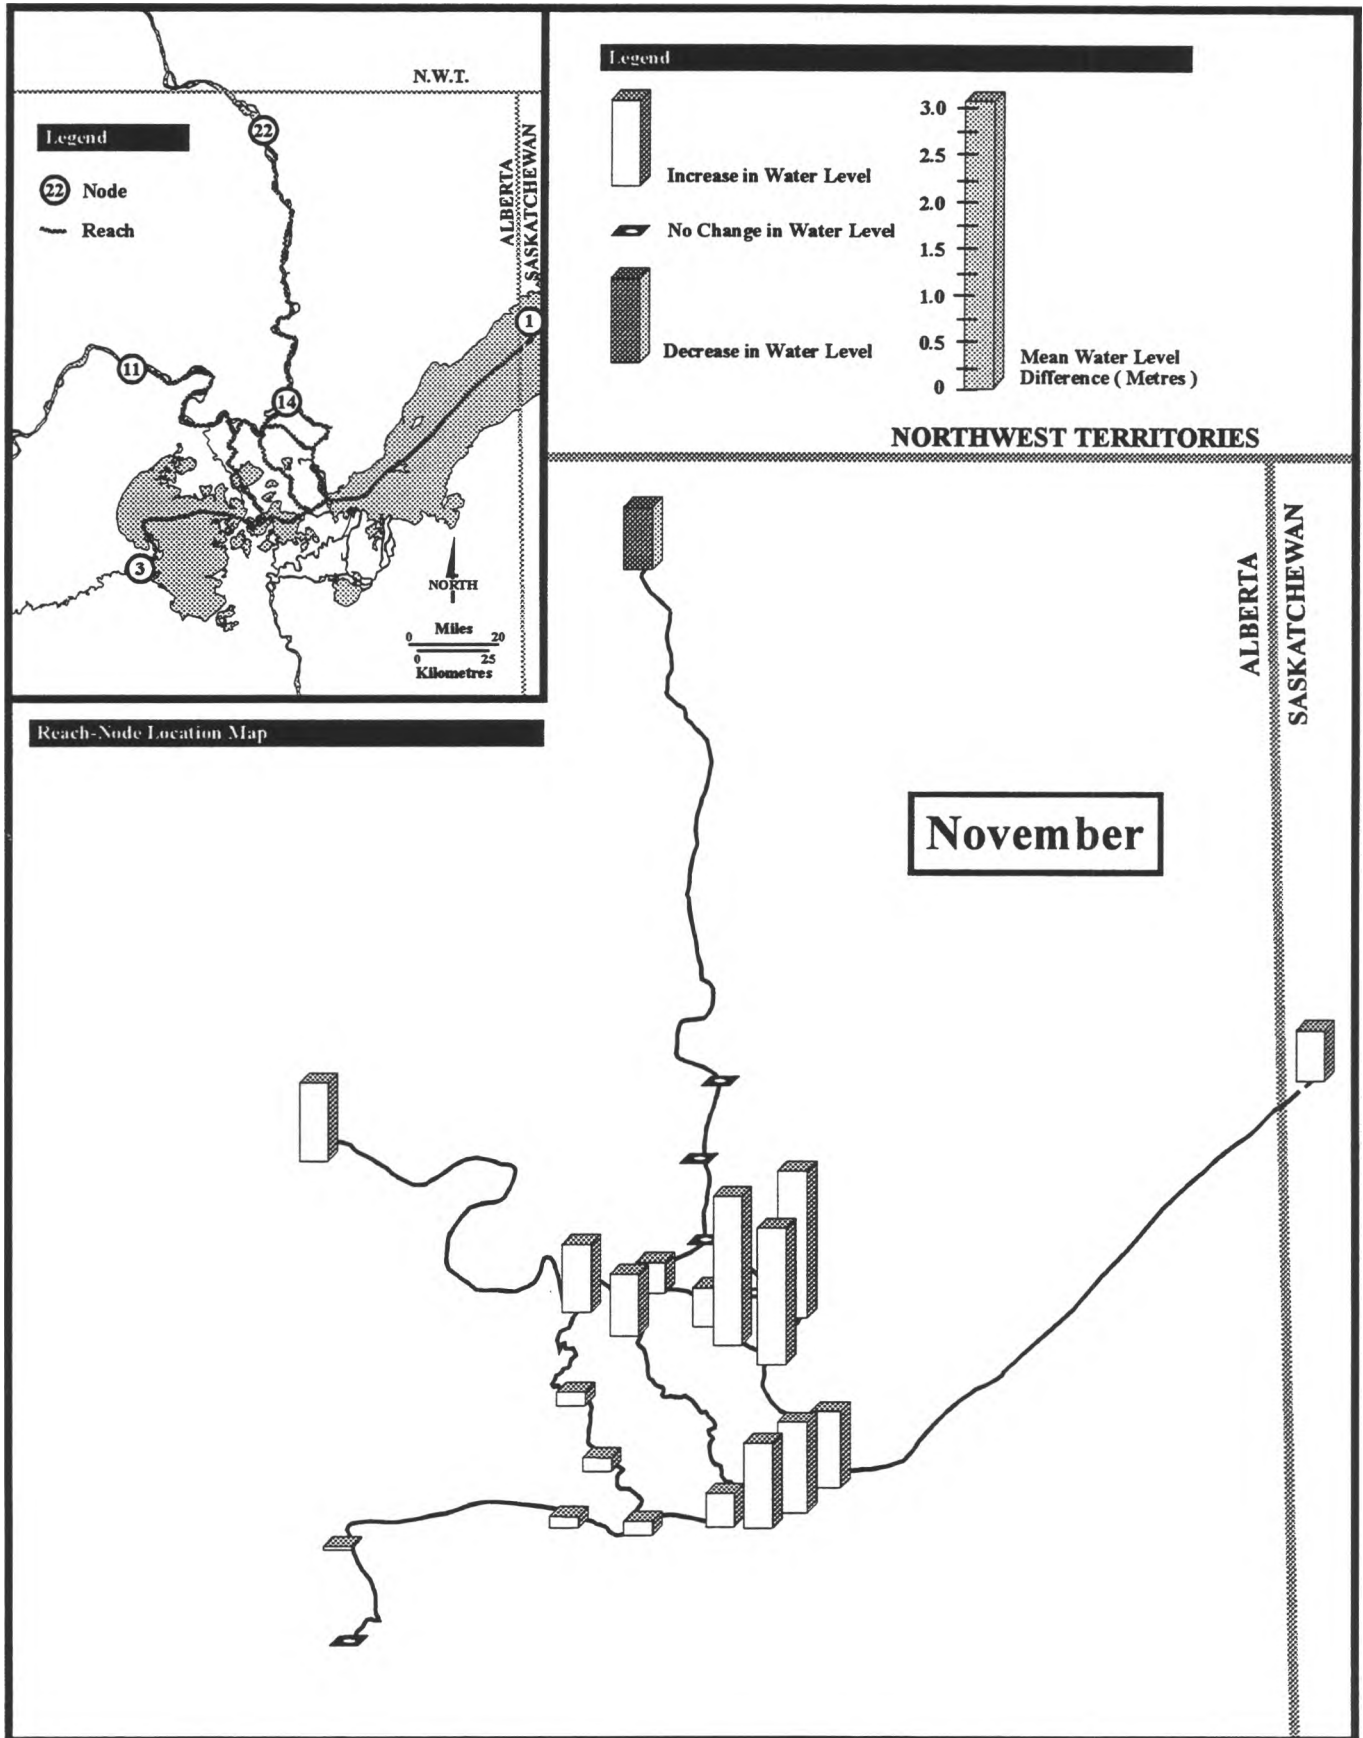 N.W.T.
Legend
22
22 Node
Reach
ALBERTA
SASKATCHEWAN
1
11
14
3
NORTH
Miles
0 20
0 25
Kilometres
Reach-Node Location Map
Legend
Increase in Water Level
No Change in Water Level
Decrease in Water Level
3.0
2.5
2.0
1.5
1.0
0.5
0
Mean Water Level
Difference ( Metres )
NORTHWEST TERRITORIES
ALBERTA
SASKATCHEWAN
November